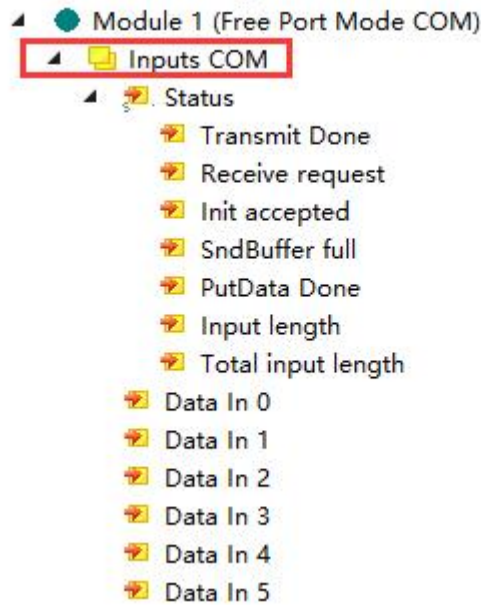 Module 1 (Free Port Mode COM)
Inputs COM
Status
Transmit Done
Receive request
Init accepted
SndBuffer full
PutData Done
Input length
Total input length
Data In 0
Data In 1
Data In 2
Data In 3
Data In 4
Data In 5